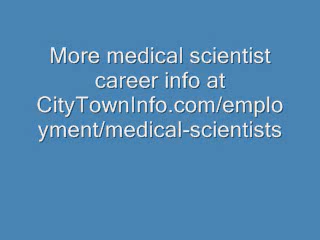 More medical scientist
career info at
CityTownInfo.com/emplo
yment/medical-scientists